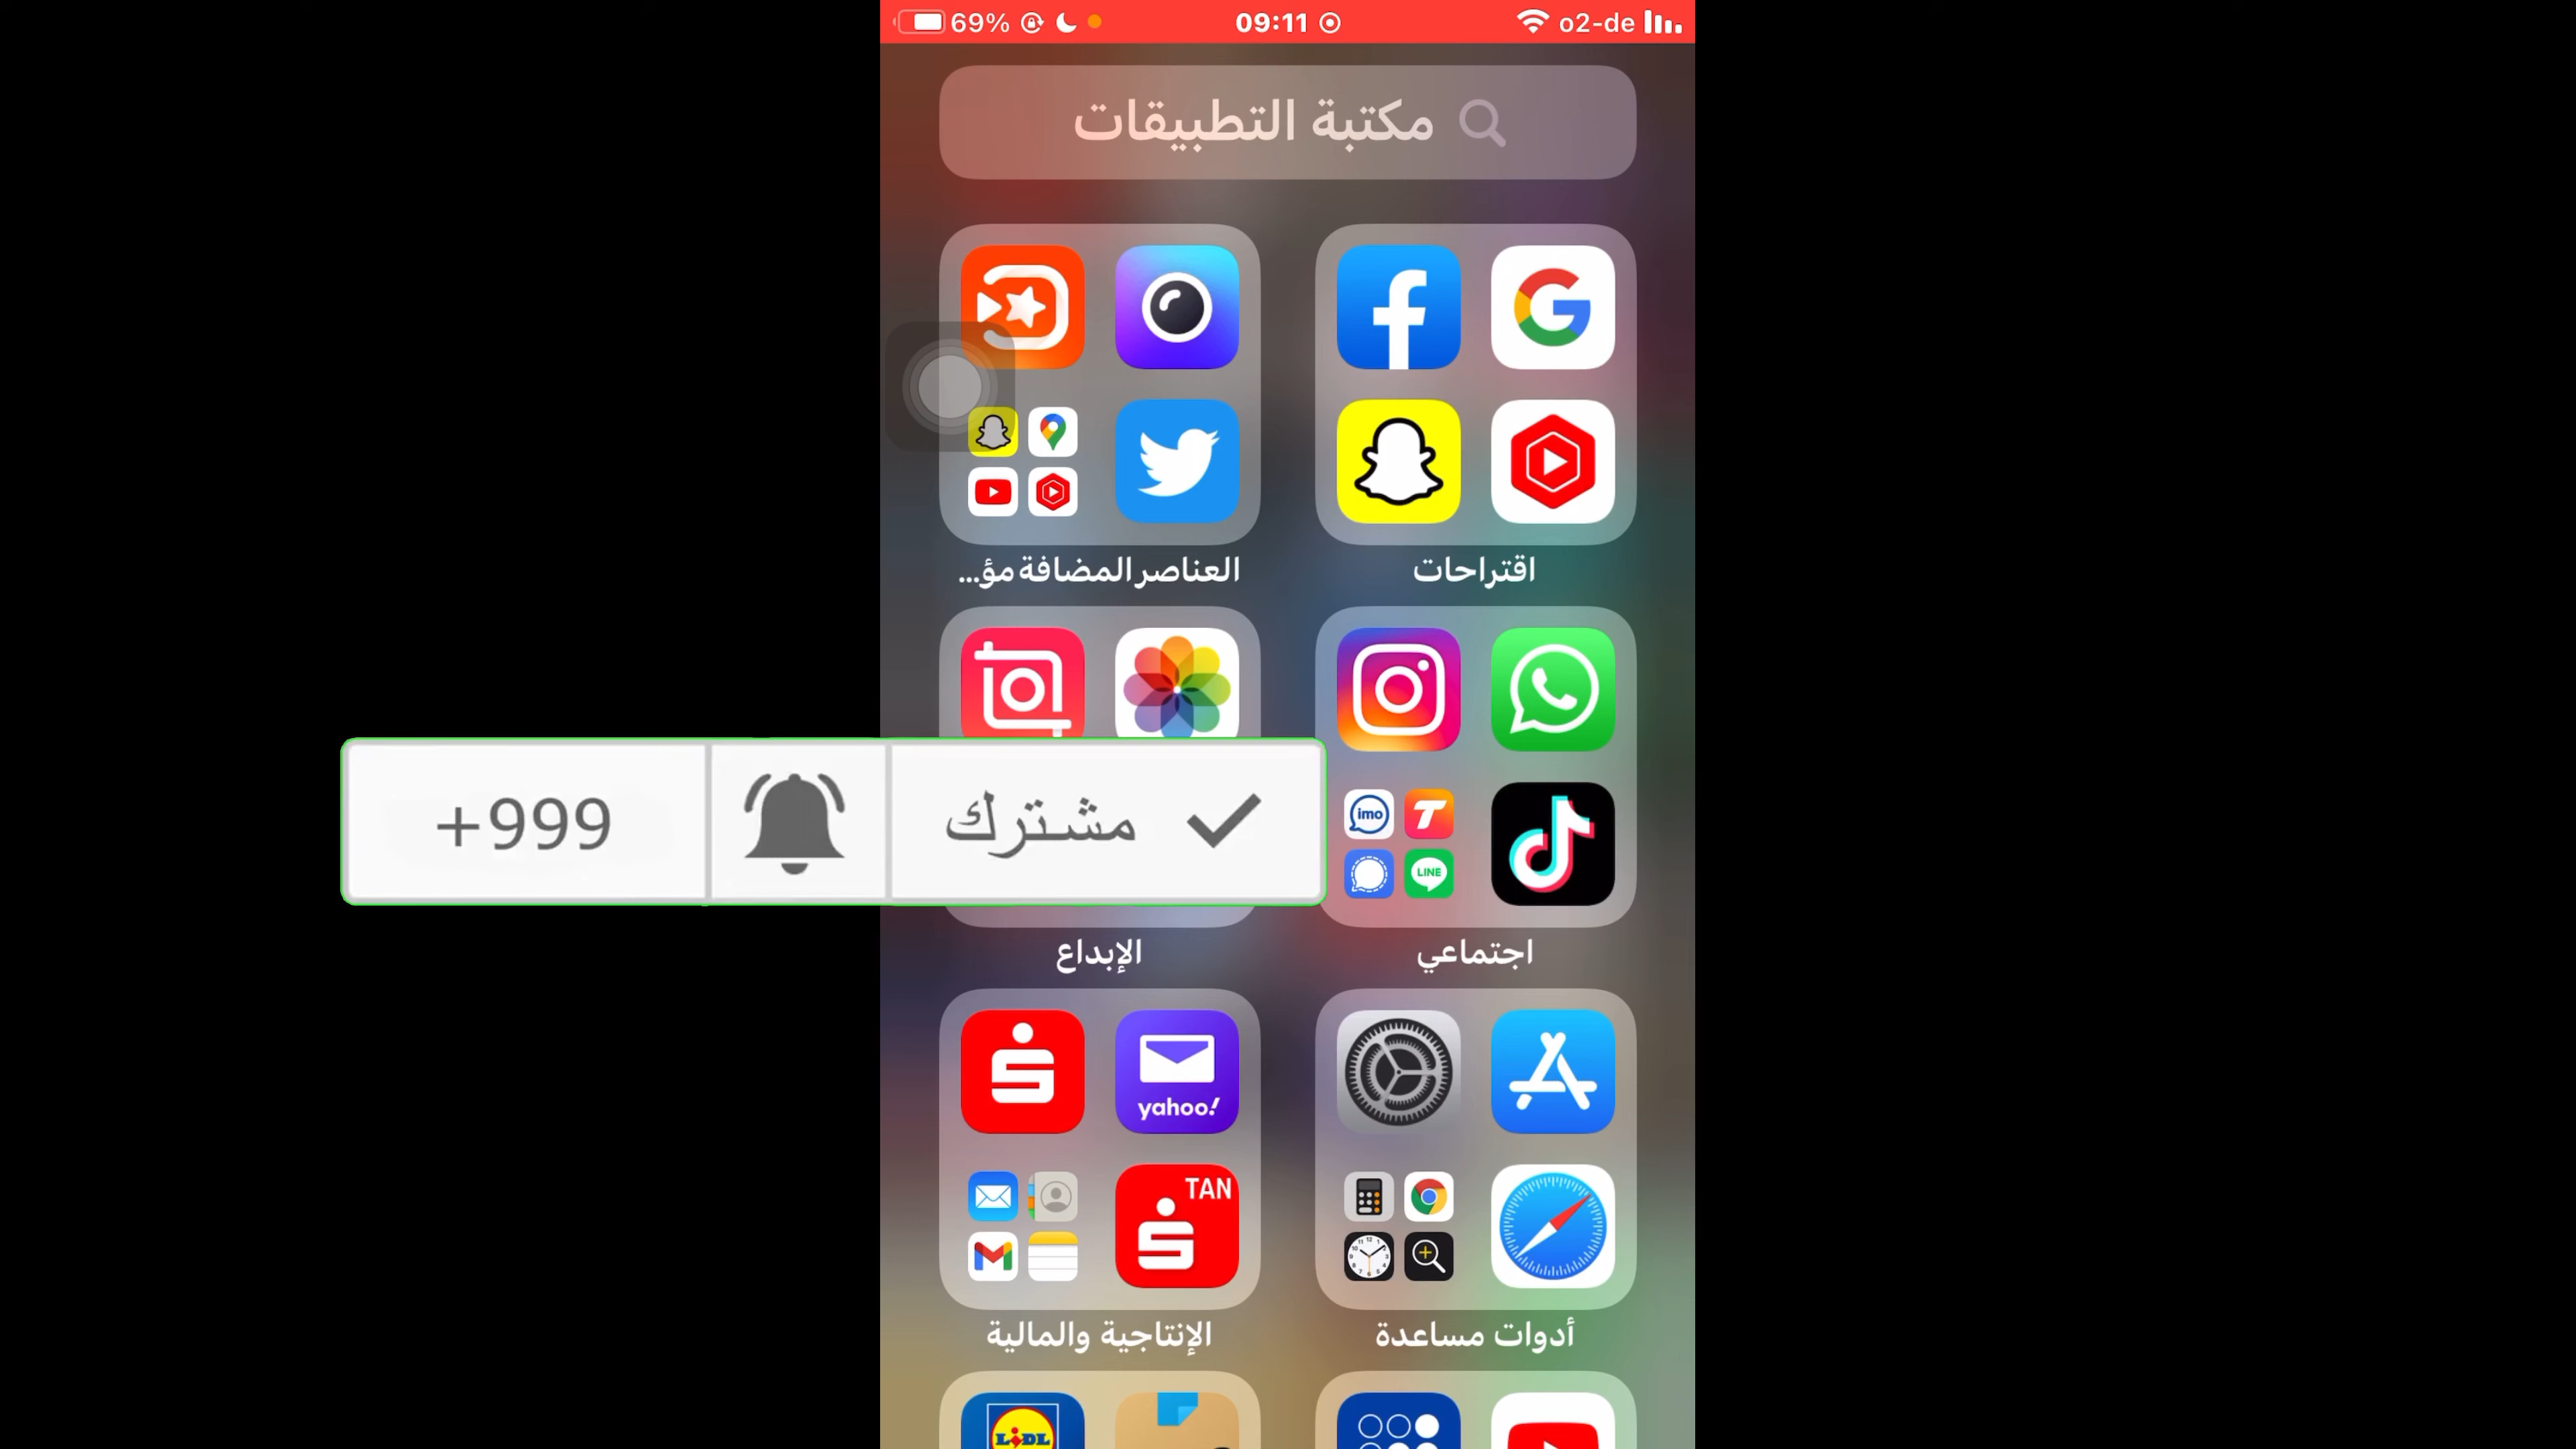 69% 09:11 o2-de
مكتبة التطبيقات
اقتراحات
العناصر المضافة مؤ...
+999 مشترك
imo
LINE
اجتماعي
الإبداع
yahoo!
TAN
أدوات مساعدة
الإنتاجية والمالية
LiDL